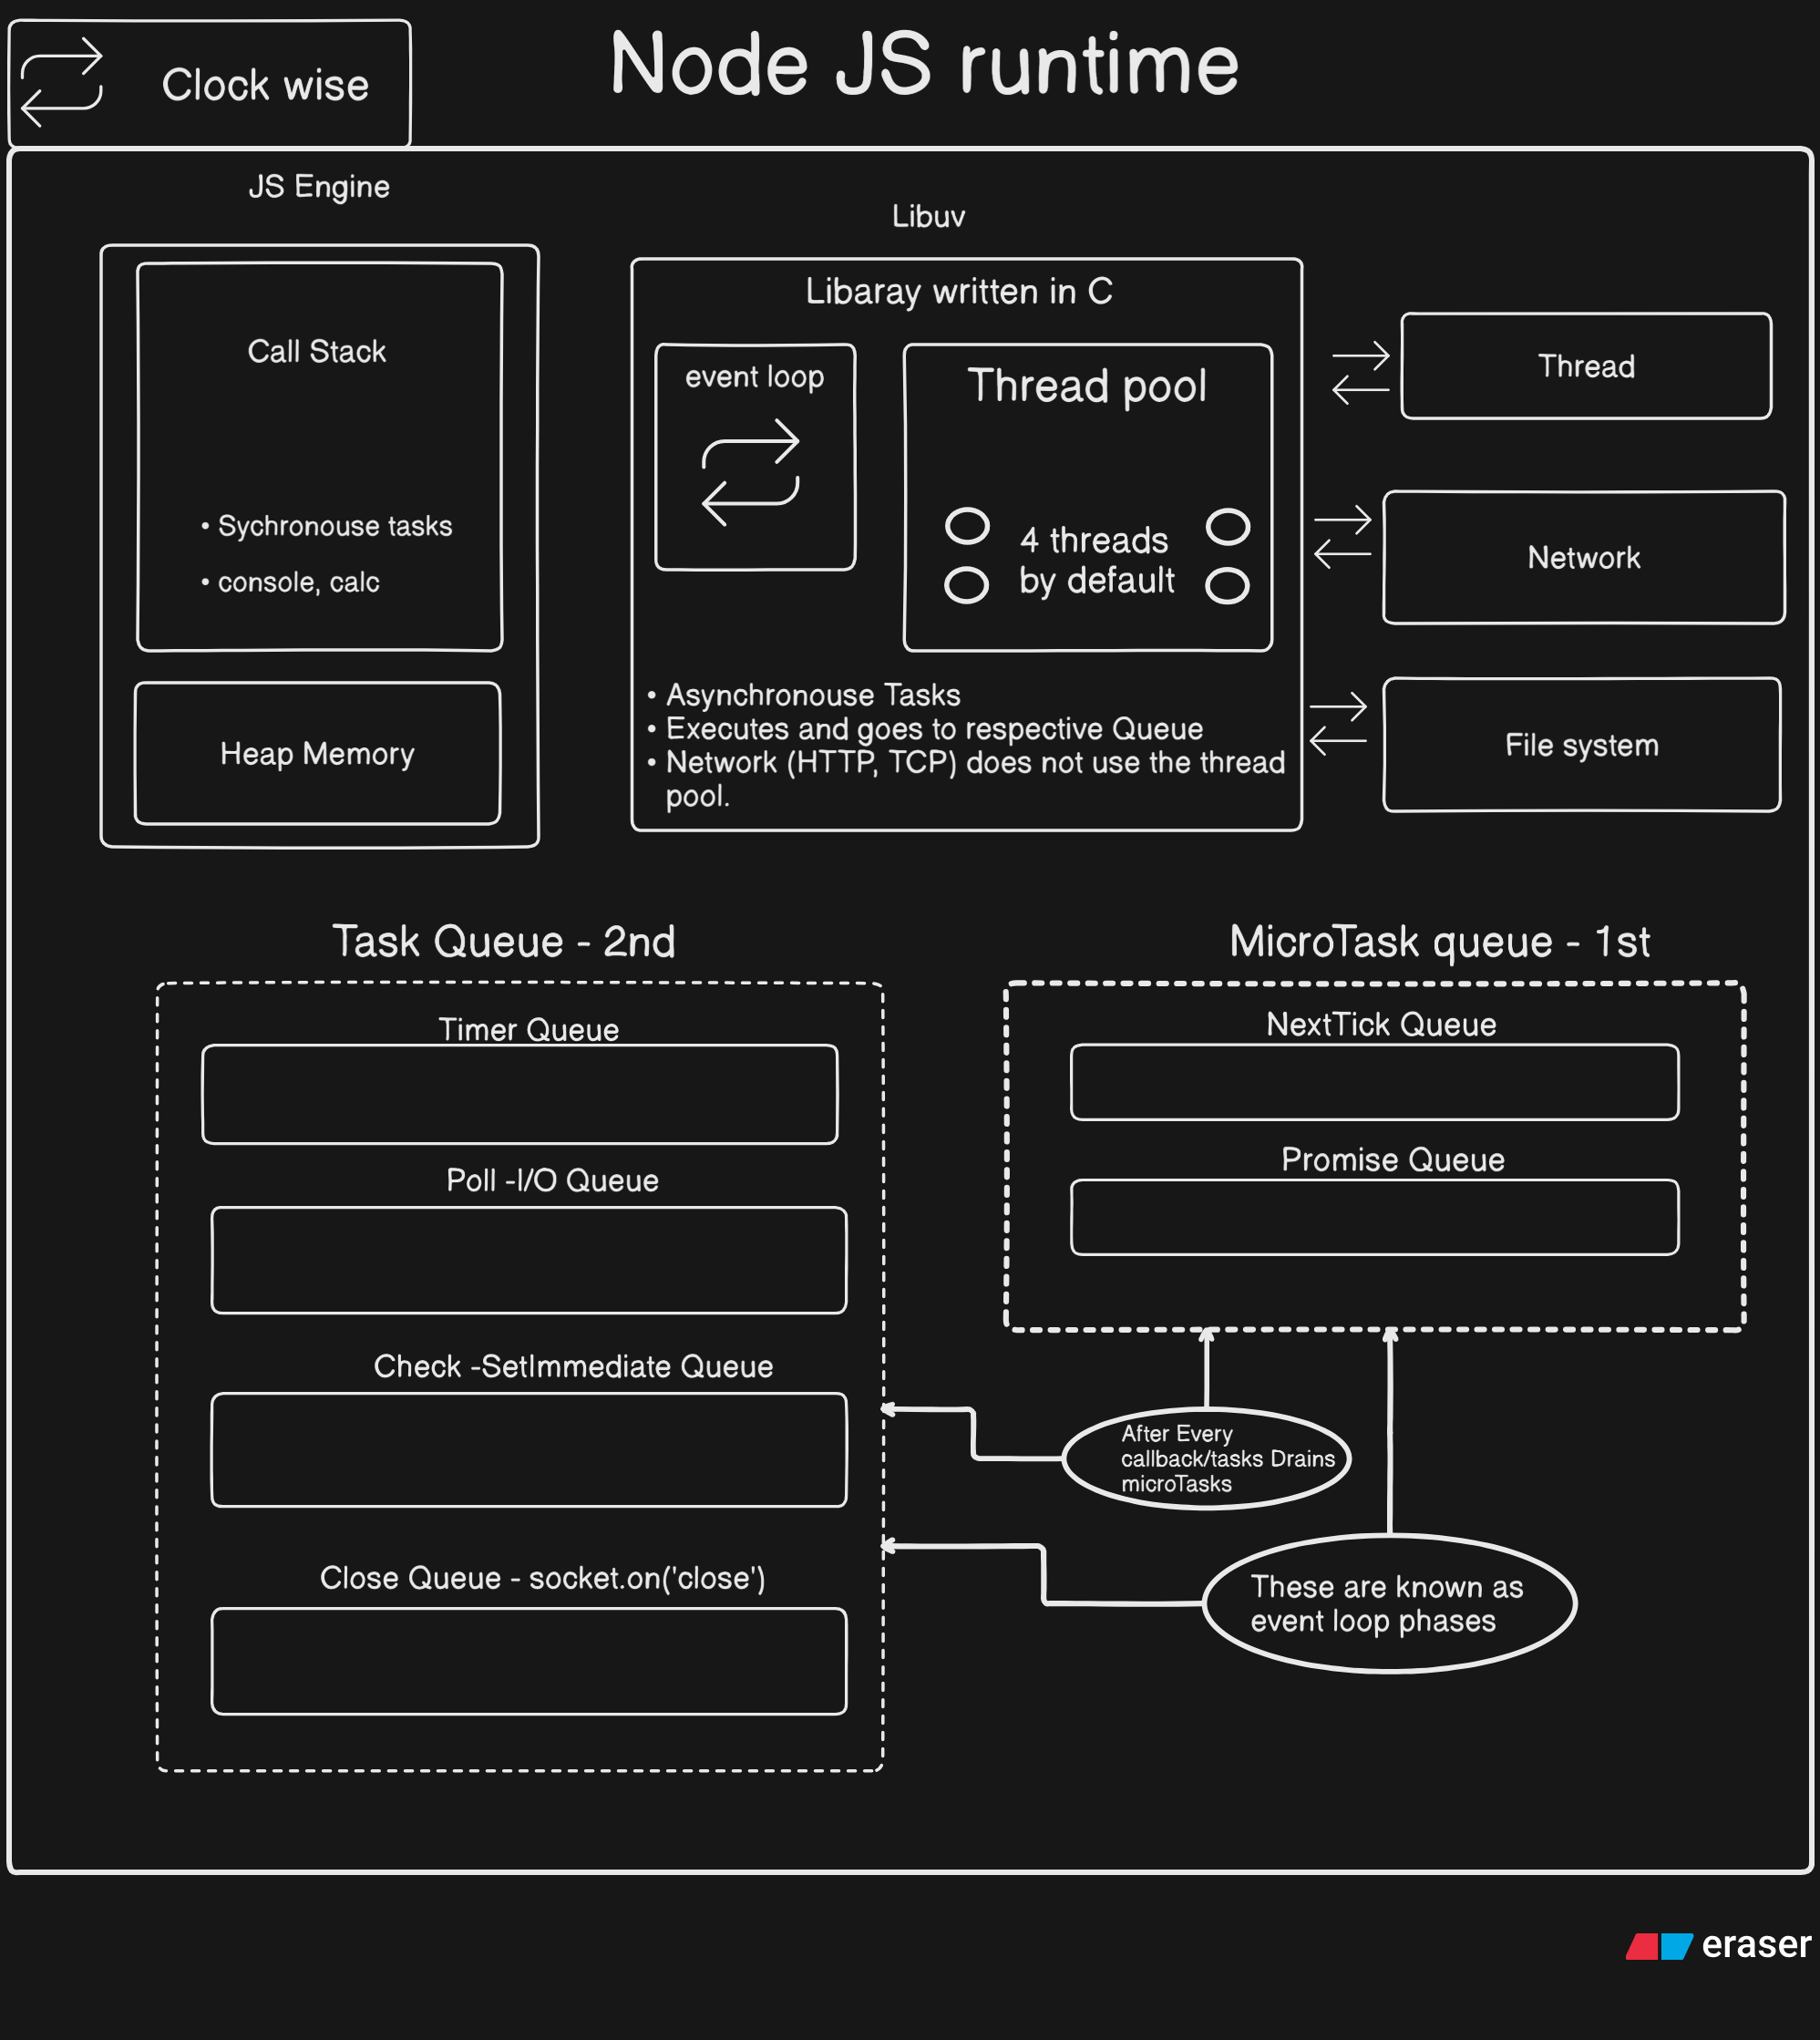 Clock wise
Node JS runtime
JS Engine
Call Stack
• Sychronouse tasks
• console, calc
Heap Memory
Libuv
Libaray written in C
event loop
Thread pool
4 threads
by default
• Asynchronouse Tasks
• Executes and goes to respective Queue
• Network (HTTP, TCP) does not use the thread
pool.
Thread
Network
File system
Task Queue - 2nd
Timer Queue
Poll -I/O Queue
Check -SetImmediate Queue
Close Queue - socket.on('close')
MicroTask queue - 1st
NextTick Queue
Promise Queue
After Every
callback/tasks Drains
microTasks
These are known as
event loop phases
eraser